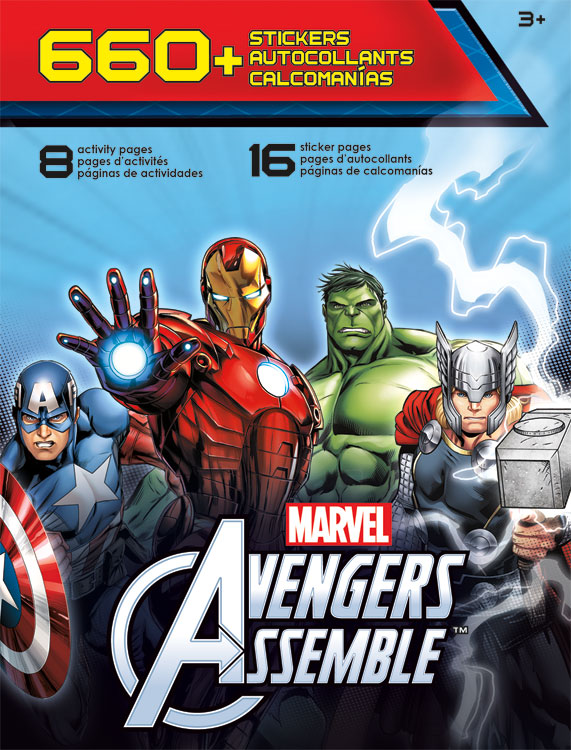 660+
STICKERS
AUTOCOLLANTS
CALCOMANÍAS
3+
8
activity pages
pages d'activités
páginas de actividades
16
sticker pages
pages d'autocollants
páginas de calcomanías
A
MARVEL
AVENGERS
ASSEMBLE™